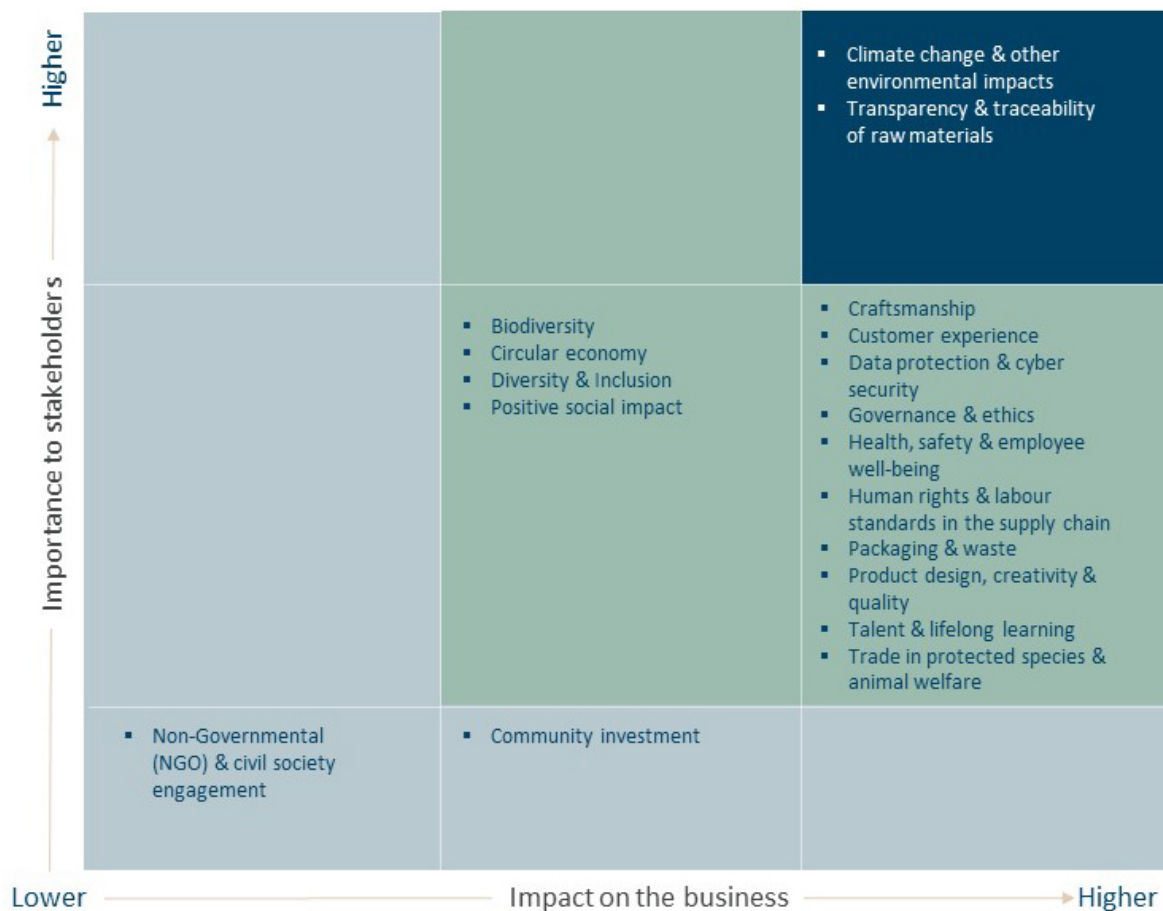 Higher
Importance to stakeholders
▪ Climate change & other
environmental impacts
▪ Transparency & traceability
of raw materials
▪ Biodiversity
▪ Circular economy
▪ Diversity & Inclusion
▪ Positive social impact
▪ Craftsmanship
▪ Customer experience
▪ Data protection & cyber
security
▪ Governance & ethics
▪ Health, safety & employee
well-being
▪ Human rights & labour
standards in the supply chain
▪ Packaging & waste
▪ Product design, creativity &
quality
▪ Talent & lifelong learning
▪ Trade in protected species &
animal welfare
▪ Non-Governmental
(NGO) & civil society
engagement
▪ Community investment
Lower
Impact on the business
Higher